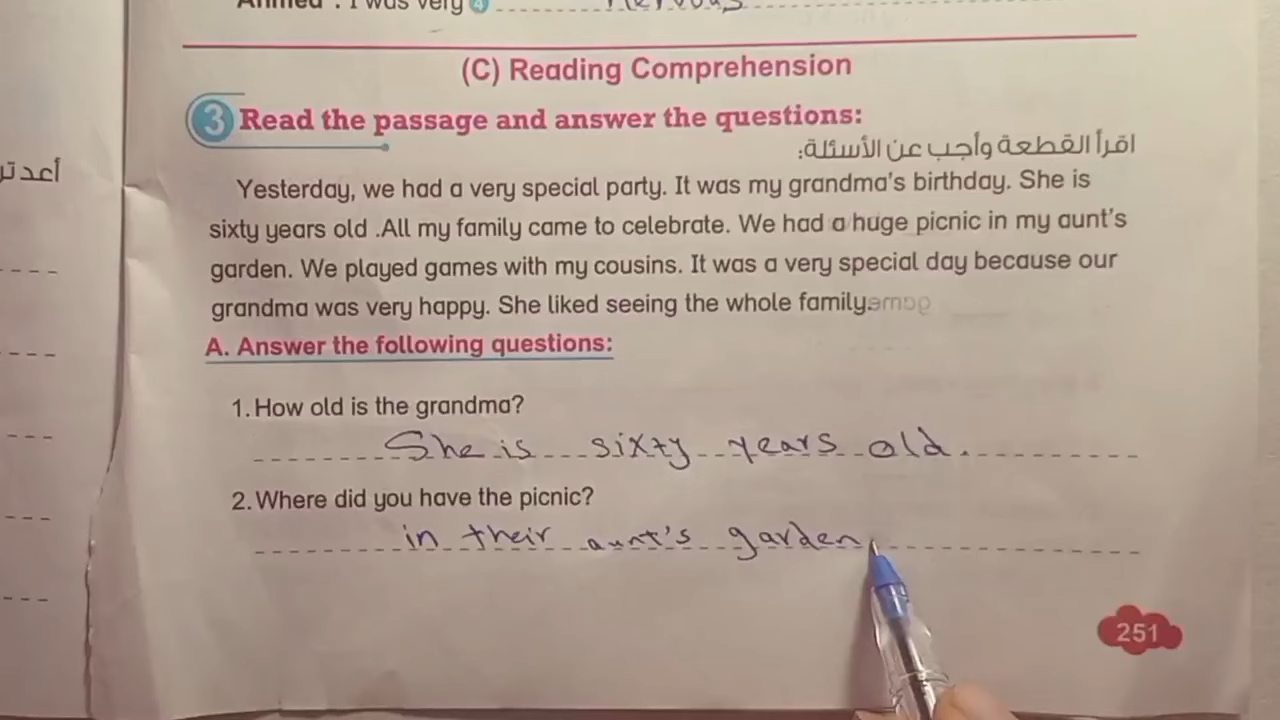 Ahmed : I was very 4 nervous
(C) Reading Comprehension
3 Read the passage and answer the questions:
اقرأ القطعة وأجب عن الأسئلة:
Yesterday, we had a very special party. It was my grandma's birthday. She is
sixty years old .All my family came to celebrate. We had a huge picnic in my aunt's
garden. We played games with my cousins. It was a very special day because our
grandma was very happy. She liked seeing the whole family.
A. Answer the following questions:
1. How old is the grandma?
She is sixty years old.
2. Where did you have the picnic?
in their aunt's garden
251